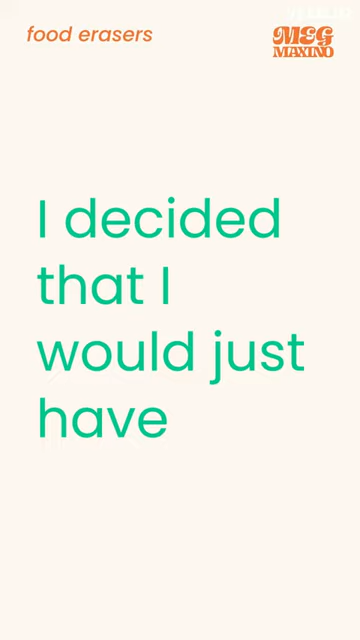 food erasers
MEG
MAXINO
I decided
that I
would just
have